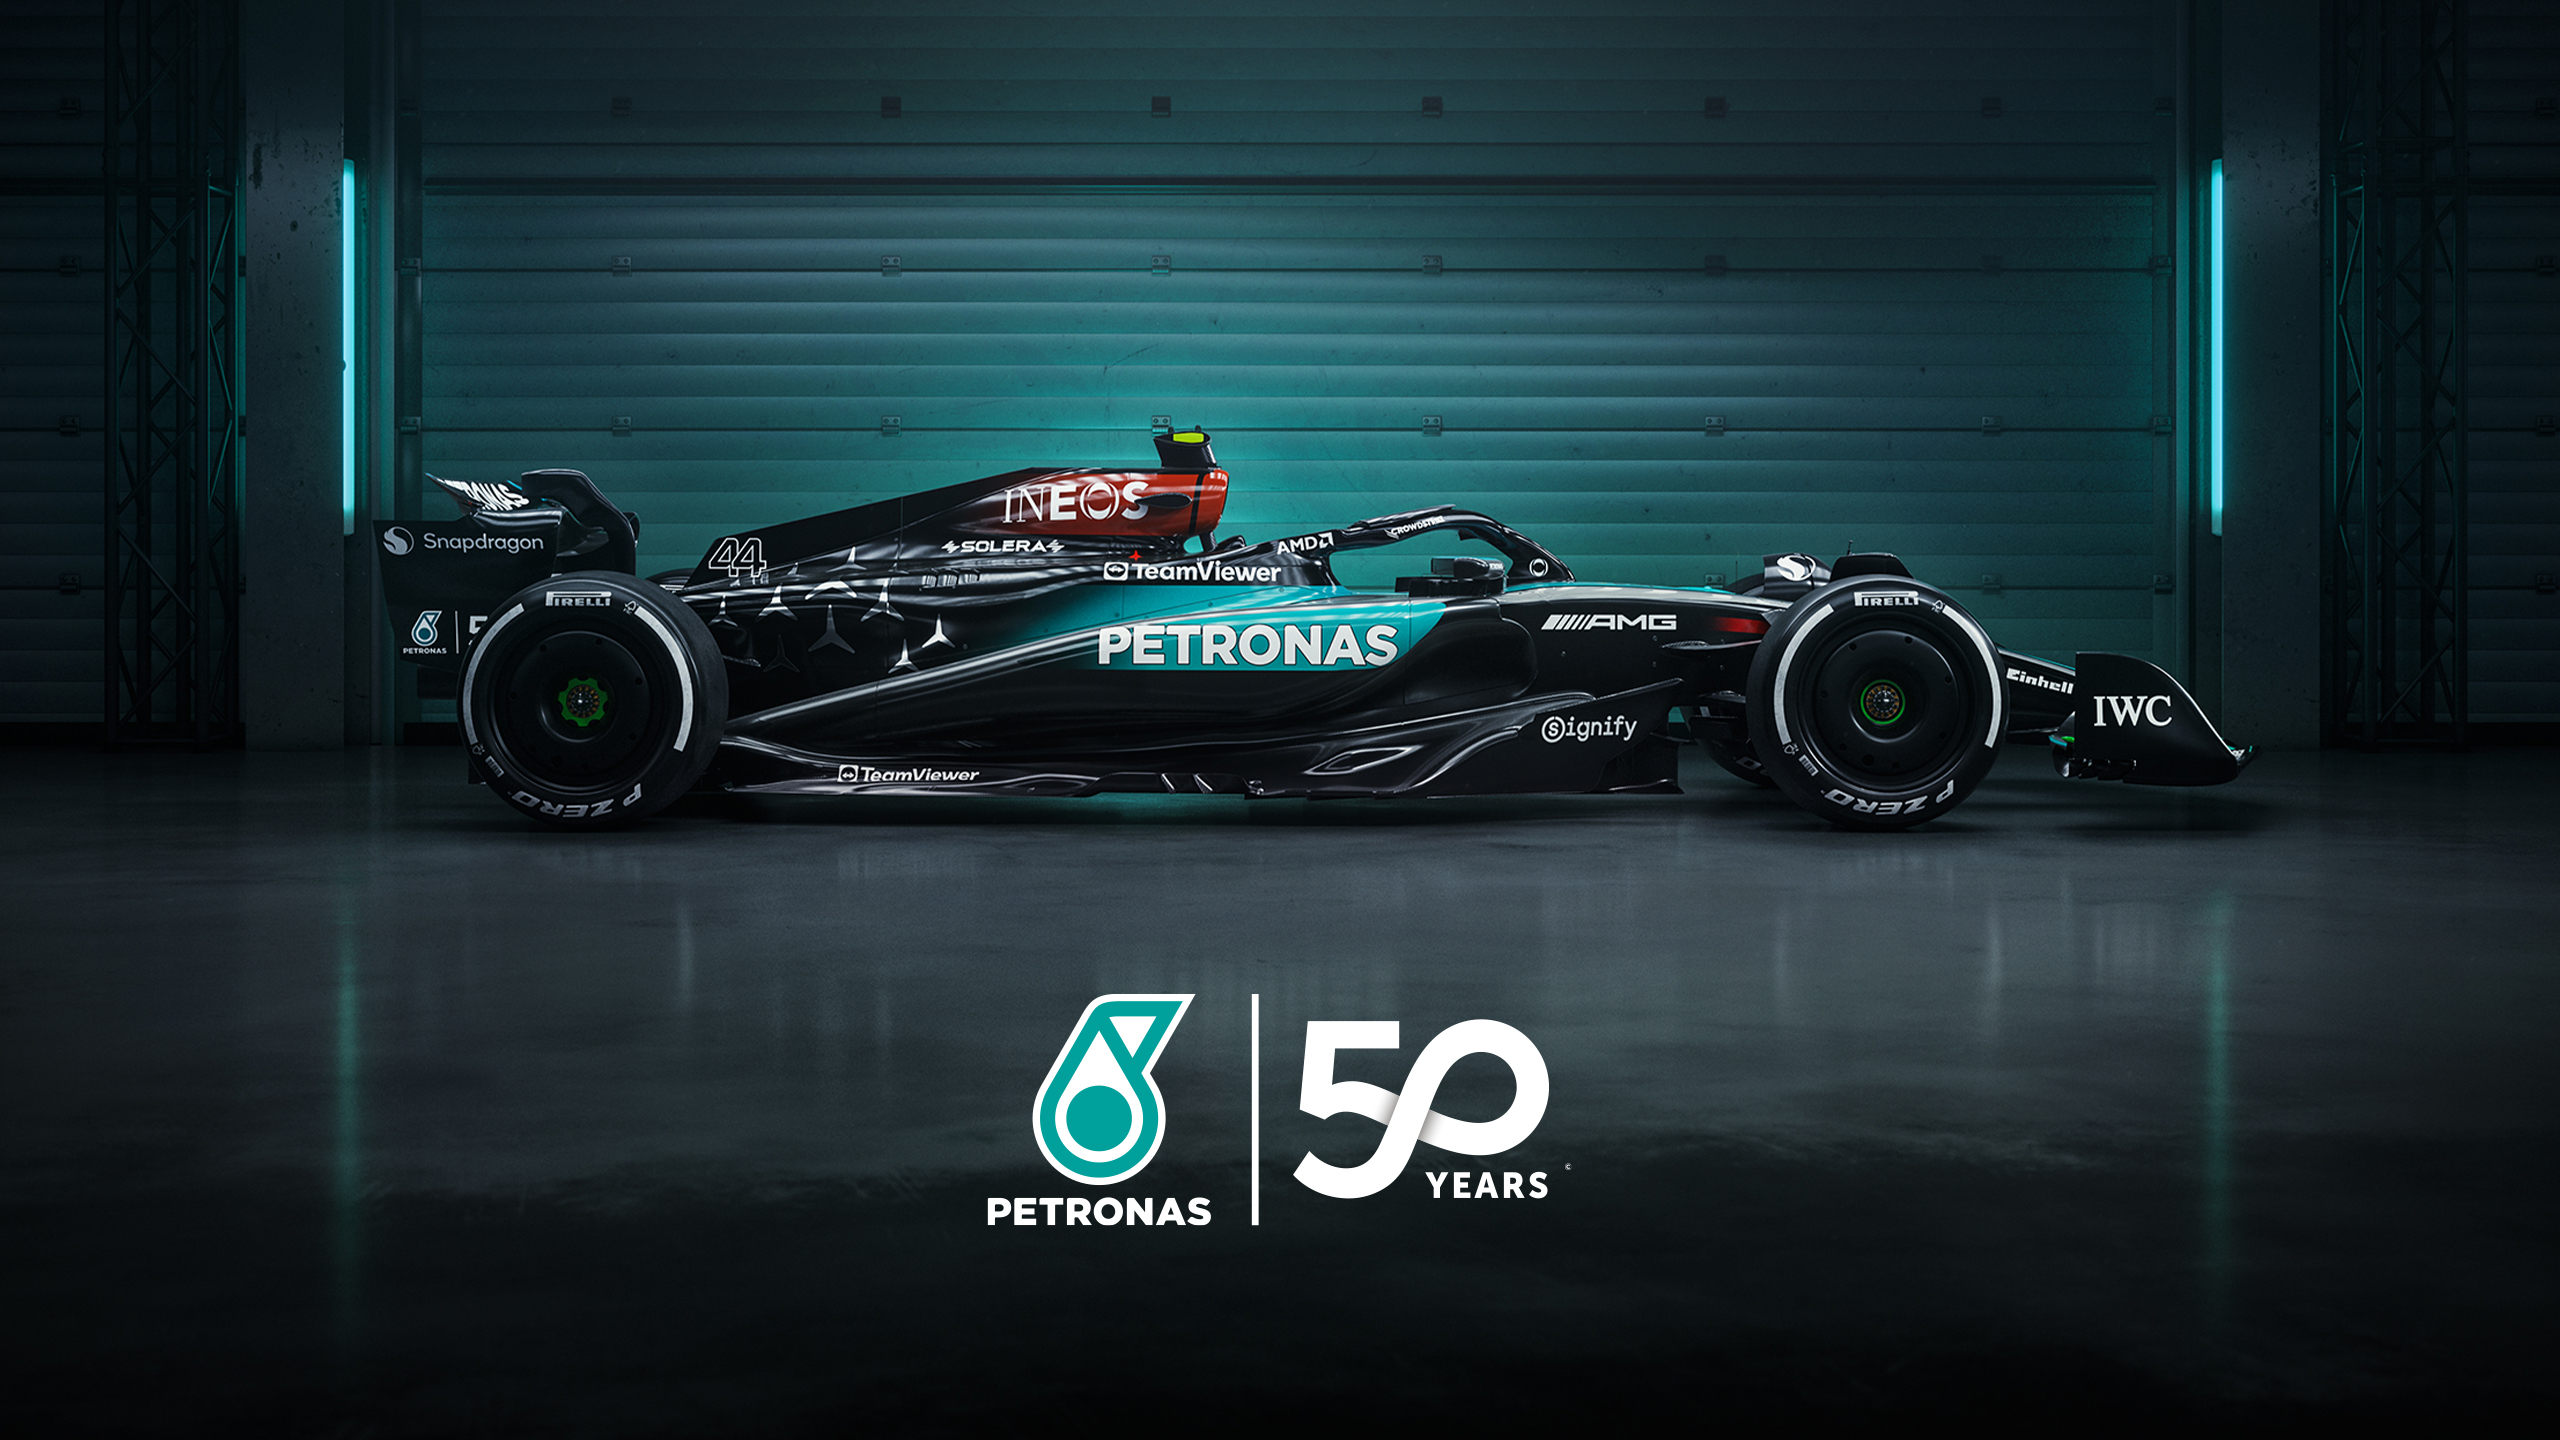 INEOS
44
SOLERA
AMD
CROWDSTRIKE
Snapdragon
TeamViewer
PIRELLI
PIRELLI
PETRONAS
AMG
PETRONAS
Einhell
IWC
Signify
TeamViewer
P ZERO
P ZERO
PETRONAS
50
YEARS
©